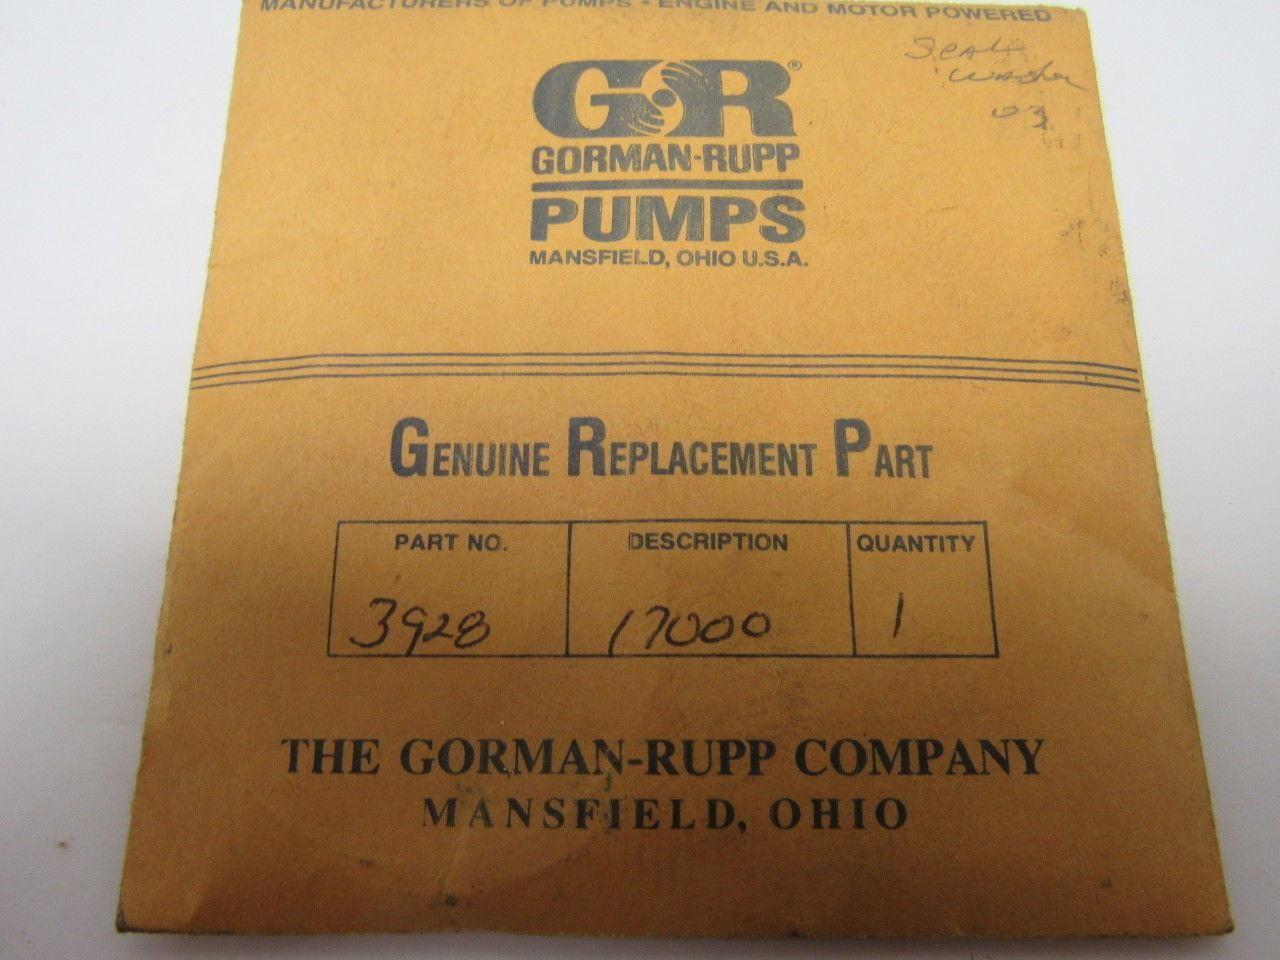 MANUFACTURERS OF PUMPS - ENGINE AND MOTOR POWERED
Seal
washer
GR®
GORMAN-RUPP
PUMPS
MANSFIELD, OHIO U.S.A.
GENUINE REPLACEMENT PART
PART NO. DESCRIPTION QUANTITY
3928 17000 1
THE GORMAN-RUPP COMPANY
MANSFIELD, OHIO